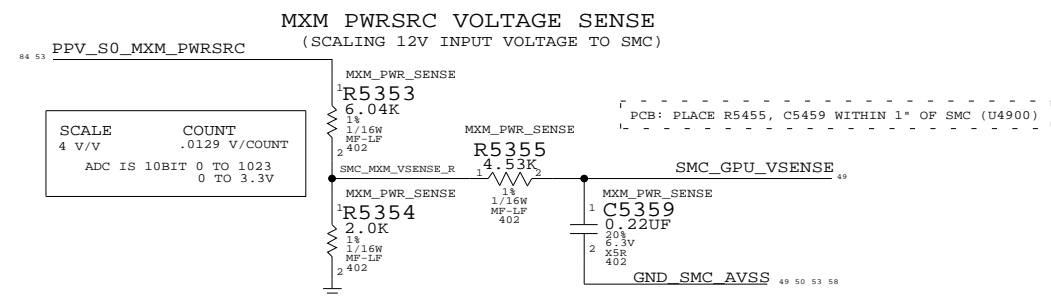 MXM PWRSRC VOLTAGE SENSE
(SCALING 12V INPUT VOLTAGE TO SMC)
84 53 PPV_S0_MXM_PWRSRC
MXM_PWR_SENSE
1 R5353
6.04K
1%
1/16W
MF-LF
2 402
SCALE COUNT
4 V/V .0129 V/COUNT
ADC IS 10BIT 0 TO 1023
0 TO 3.3V
PCB: PLACE R5455, C5459 WITHIN 1" OF SMC (U4900)
SMC_MXM_VSENSE_R
MXM_PWR_SENSE
R5355
4.53K
1 2
1%
1/16W
MF-LF
402
SMC_GPU_VSENSE 49
MXM_PWR_SENSE
1 R5354
2.0K
1%
1/16W
MF-LF
2 402
MXM_PWR_SENSE
1 C5359
0.22UF
20%
6.3V
2 X5R
402
GND_SMC_AVSS 49 50 53 58